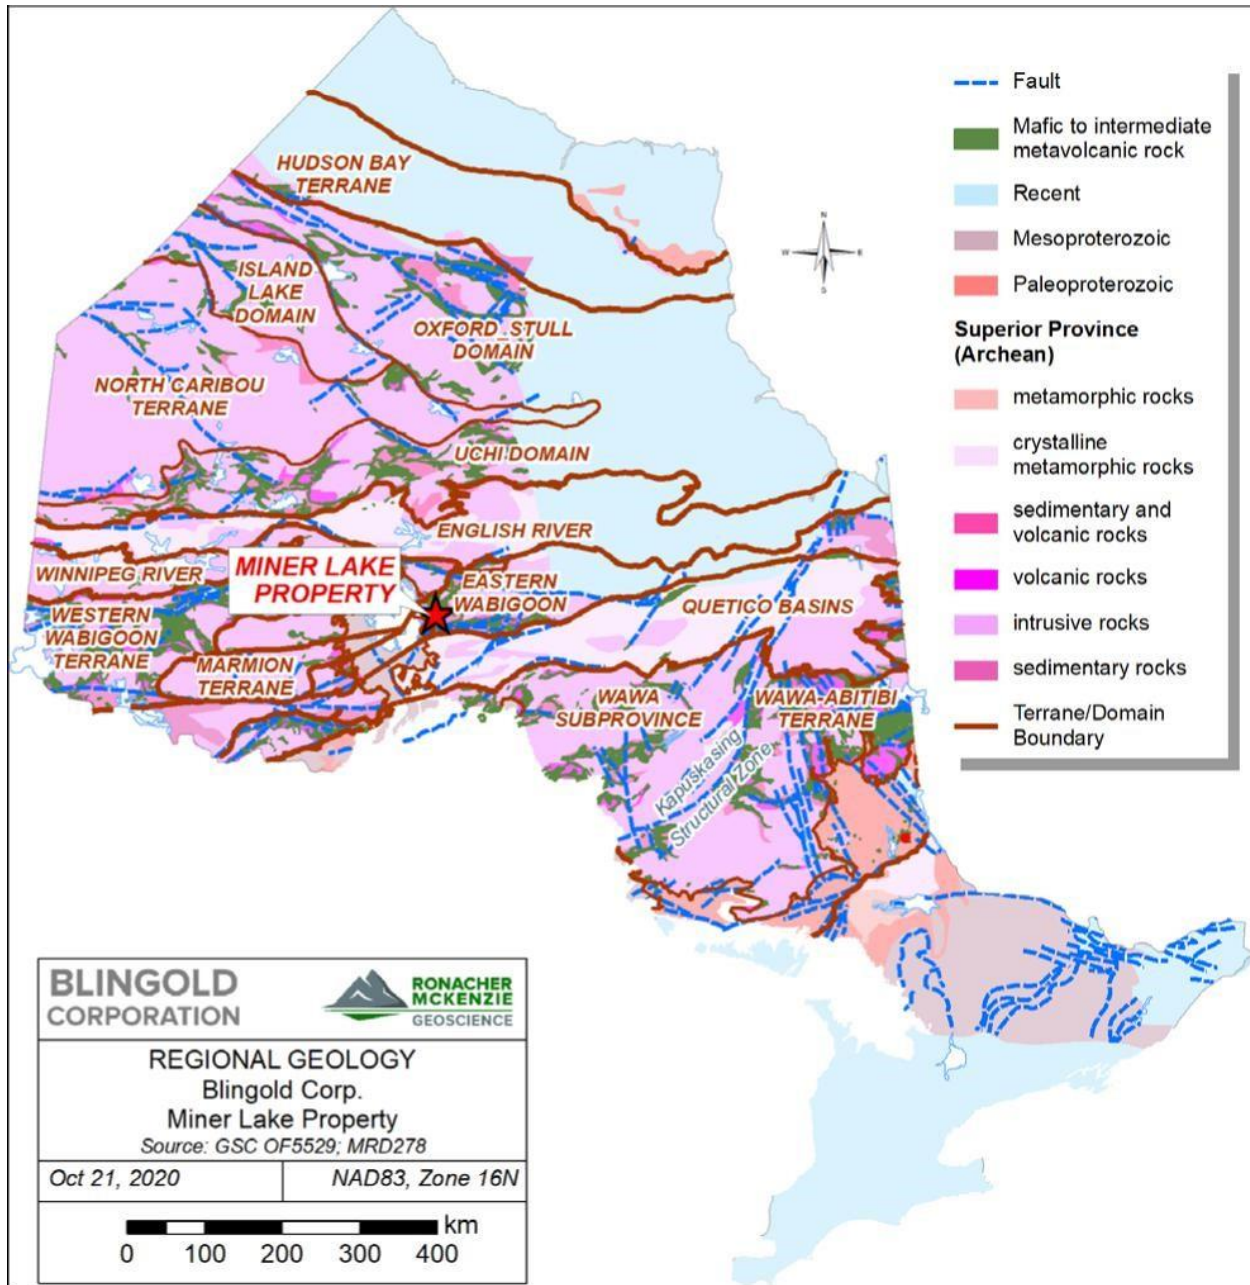 HUDSON BAY
TERRANE
ISLAND
LAKE
DOMAIN
OXFORD_STULL
DOMAIN
NORTH CARIBOU
TERRANE
UCHI DOMAIN
ENGLISH RIVER
WINNIPEG RIVER
MINER LAKE
PROPERTY
EASTERN
WABIGOON
WESTERN
WABIGOON
TERRANE
QUETICO BASINS
MARMION
TERRANE
WAWA
SUBPROVINCE
WAWA-ABITIBI
TERRANE
Kapuskasing
Structural Zone
N
W
E
S
Fault
Mafic to intermediate
metavolcanic rock
Recent
Mesoproterozoic
Paleoproterozoic
Superior Province
(Archean)
metamorphic rocks
crystalline
metamorphic rocks
sedimentary and
volcanic rocks
volcanic rocks
intrusive rocks
sedimentary rocks
Terrane/Domain
Boundary
BLINGOLD
CORPORATION
RONACHER
MCKENZIE
GEOSCIENCE
REGIONAL GEOLOGY
Blingold Corp.
Miner Lake Property
Source: GSC OF5529; MRD278
Oct 21, 2020
NAD83, Zone 16N
km
0 100 200 300 400